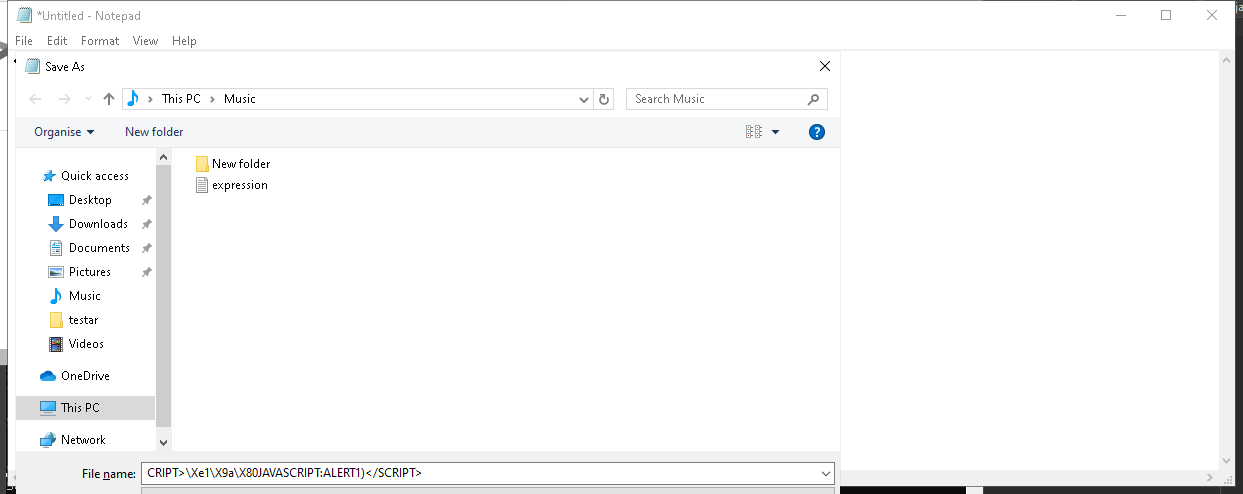 *Untitled - Notepad
File Edit Format View Help
Save As
This PC > Music
Search Music
Organise New folder
Quick access
Desktop
Downloads
Documents
Pictures
Music
testar
Videos
OneDrive
This PC
Network
New folder
expression
File name: CRIPT>\Xe1\X9a\X80JAVASCRIPT:ALERT1)</SCRIPT>